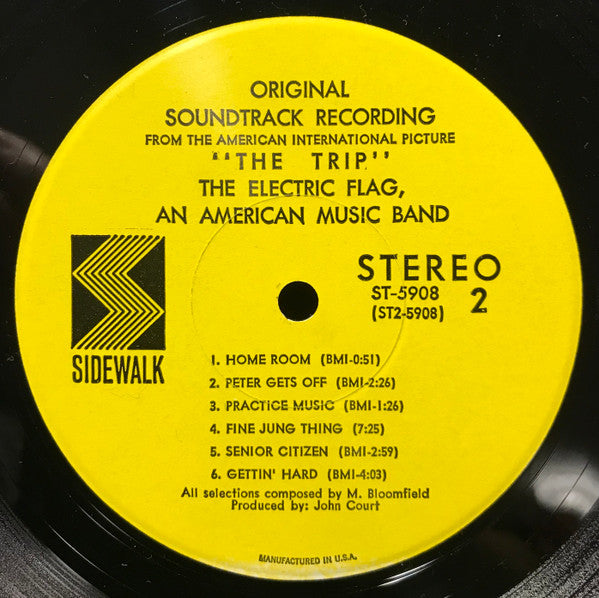 ORIGINAL
SOUNDTRACK RECORDING
FROM THE AMERICAN INTERNATIONAL PICTURE
"THE TRIP"
THE ELECTRIC FLAG,
AN AMERICAN MUSIC BAND
SIDEWALK
STEREO
ST-5908
(ST2-5908)
2
1. HOME ROOM (BMI-0:51)
2. PETER GETS OFF (BMI-2:26)
3. PRACTICE MUSIC (BMI-1:26)
4. FINE JUNG THING (7:25)
5. SENIOR CITIZEN (BMI-2:59)
6. GETTIN' HARD (BMI-4:03)
All selections composed by M. Bloomfield
Produced by: John Court
MANUFACTURED IN U.S.A.